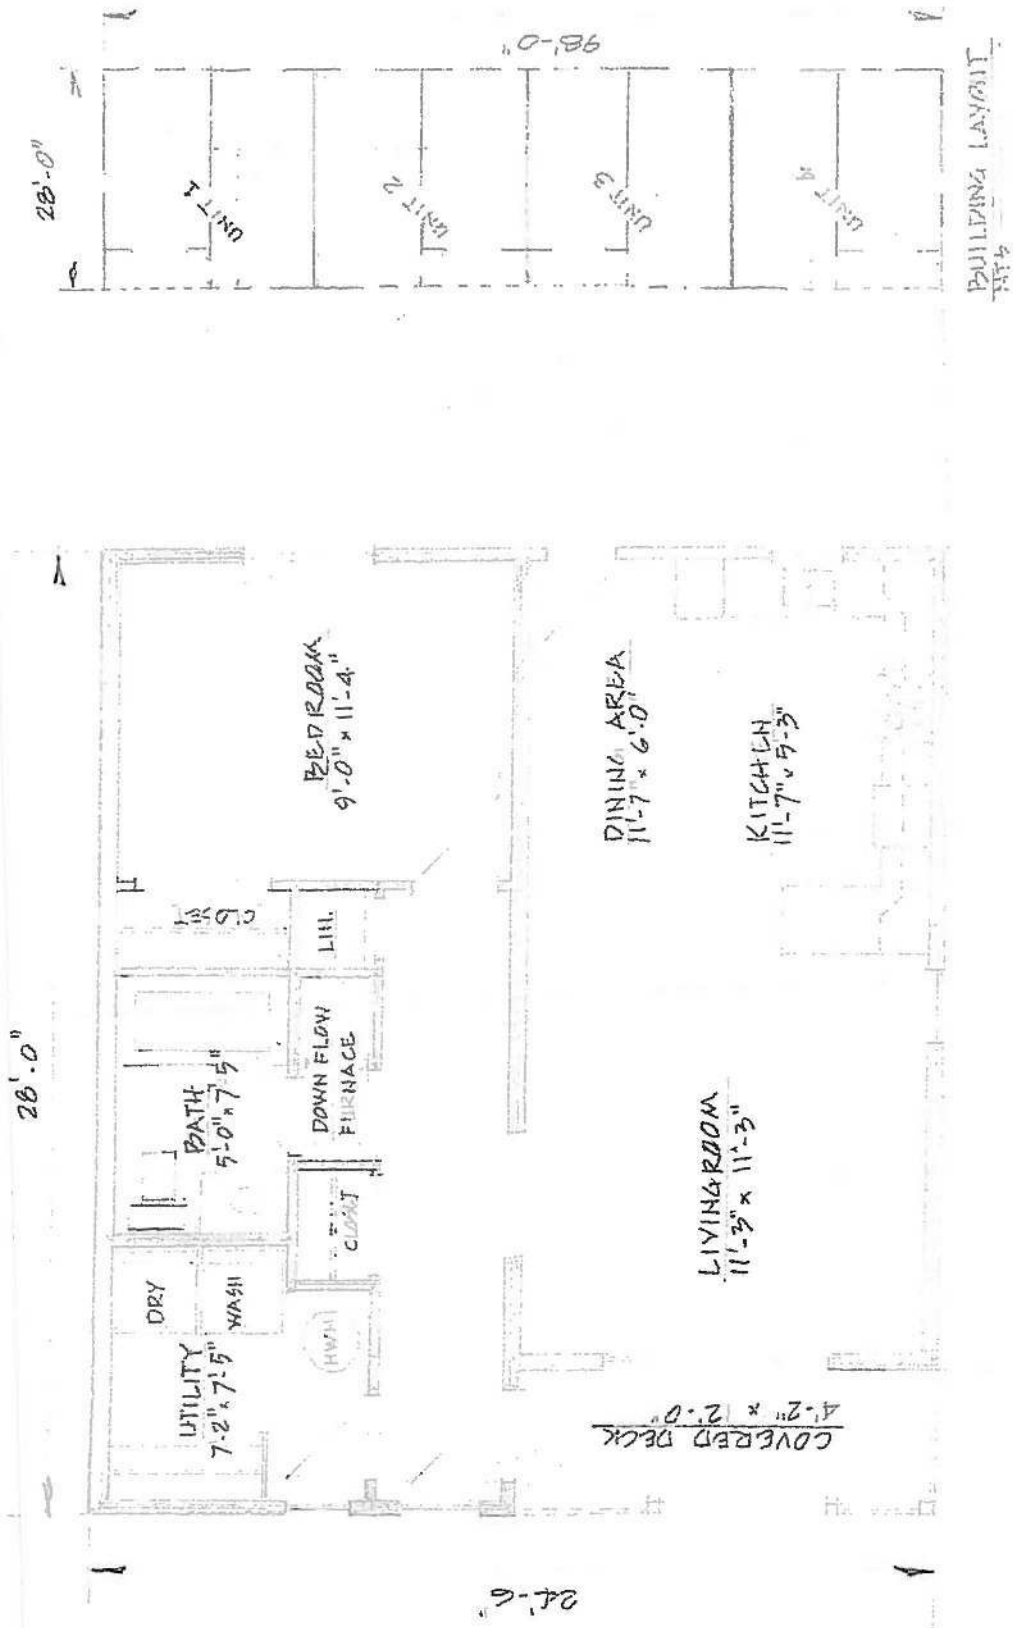 98'-0"
28'-0"
UNIT 1
UNIT 2
UNIT 3
UNIT 4
BUILDING LAYOUT
NTS
28'-0"
BEDROOM
9'-0" x 11'-4"
DINING AREA
11'-7" x 6'-0"
KITCHEN
11'-7" x 5'-3"
CLOSET
LIN.
DOWN FLOW
FURNACE
BATH
5'-0" x 7'-5"
CLOSET
LIVINGROOM
11'-3" x 11'-3"
DRY
WASH
HWH
UTILITY
7'-2" x 7'-5"
COVERED DECK
4'-2" x 12'-0"
24'-6"